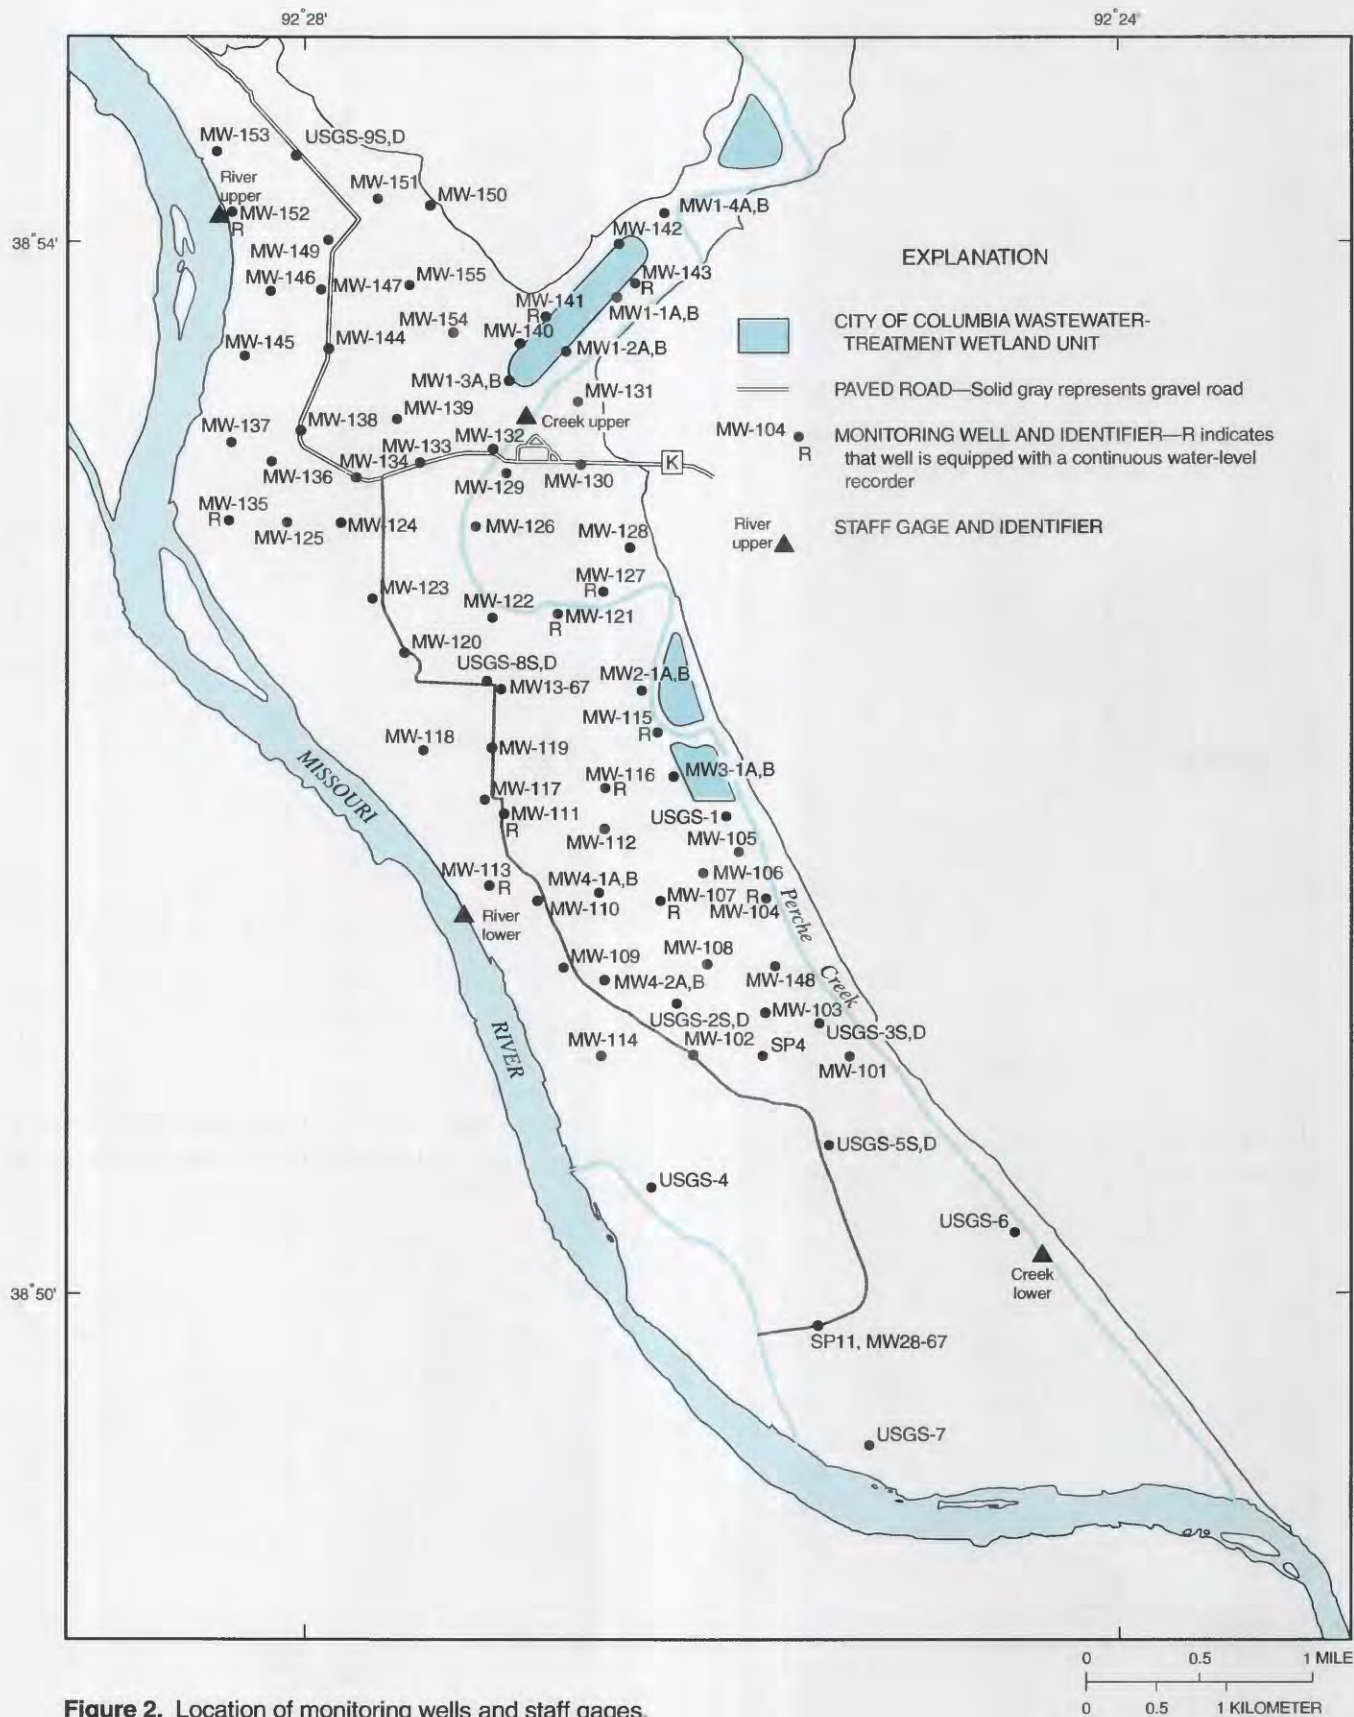 92°28'
92°24'
MW-153
USGS-9S,D
River
upper
MW-151
MW-150
MW-152
R
MW1-4A,B
38°54'
MW-149
MW-142
EXPLANATION
MW-146
MW-147
MW-155
MW-143
R
MW-141
R
MW1-1A,B
MW-154
MW-140
CITY OF COLUMBIA WASTEWATER-
TREATMENT WETLAND UNIT
MW-145
MW-144
MW1-2A,B
MW1-3A,B
PAVED ROAD—Solid gray represents gravel road
MW-131
MW-139
Creek upper
MW-137
MW-138
MW-132
MW-133
MW-104
R
MONITORING WELL AND IDENTIFIER—R indicates
that well is equipped with a continuous water-level
recorder
MW-134
K
MW-136
MW-129
MW-130
MW-135
R
MW-125
MW-124
MW-126
River
upper
STAFF GAGE AND IDENTIFIER
MW-128
MW-127
R
MW-123
MW-122
MW-121
R
MW-120
USGS-8S,D
MW2-1A,B
MW13-67
MW-115
R
MW-118
MW-119
MISSOURI
MW-116
R
MW3-1A,B
MW-117
MW-111
R
USGS-1
MW-112
MW-105
MW-113
R
MW4-1A,B
MW-106
MW-107
R
R
MW-104
Perche
MW-110
River
lower
MW-109
MW-108
MW-148
Creek
MW4-2A,B
USGS-2S,D
MW-103
USGS-3S,D
RIVER
MW-114
MW-102
SP4
MW-101
USGS-5S,D
USGS-4
USGS-6
Creek
lower
38°50'
SP11, MW28-67
USGS-7
0 0.5 1 MILE
0 0.5 1 KILOMETER
Figure 2. Location of monitoring wells and staff gages.